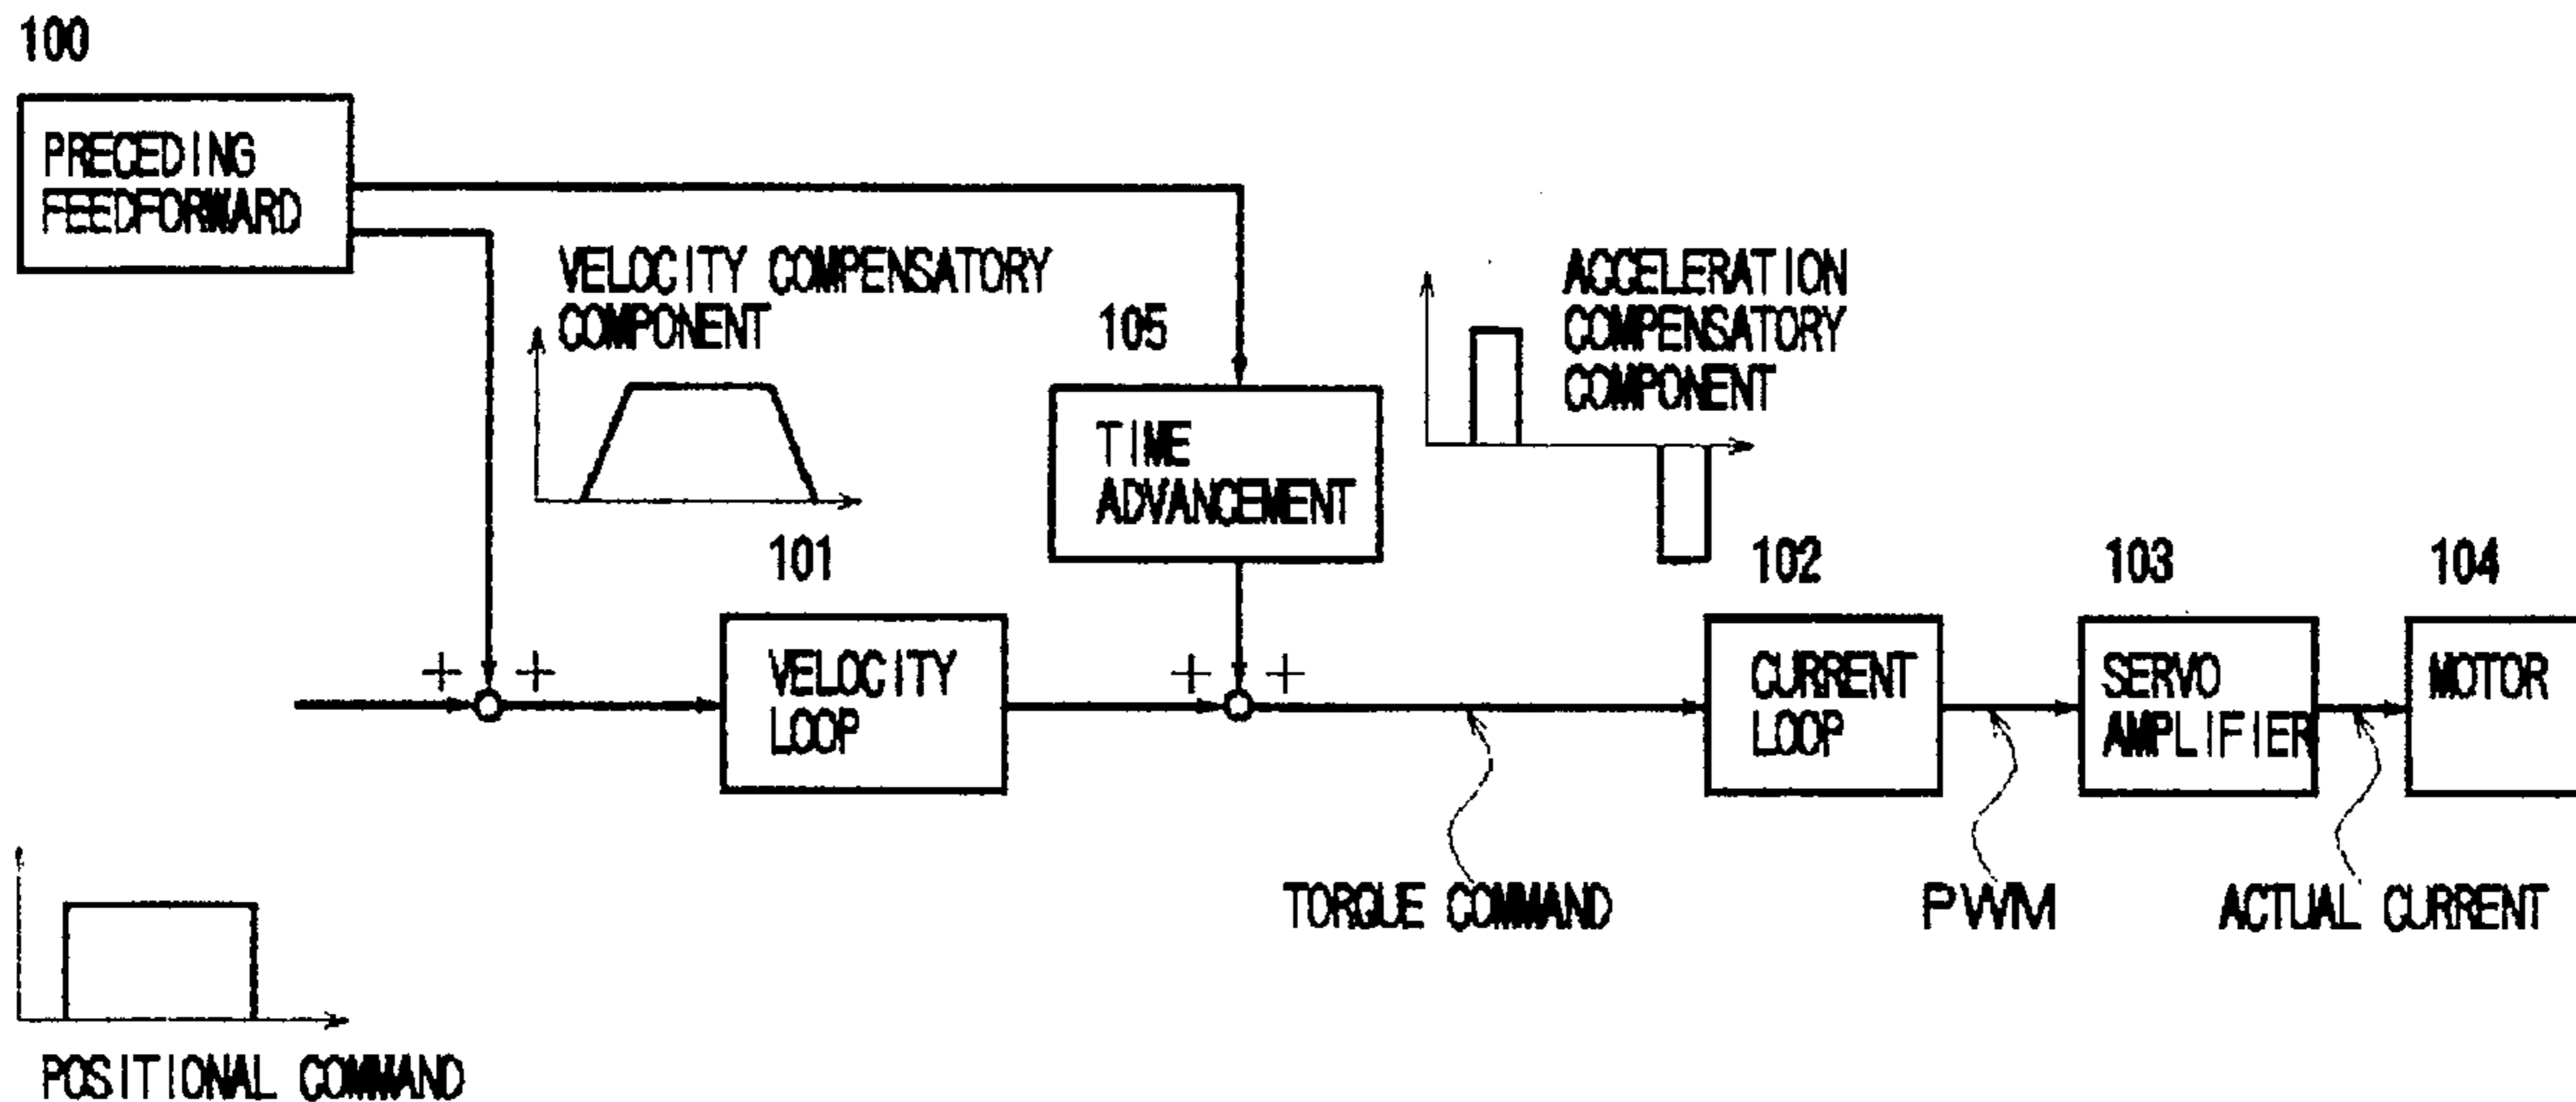 100
PRECEDING
FEEDFORWARD
VELOCITY COMPENSATORY
COMPONENT
105
ACCELERATION
COMPENSATORY
COMPONENT
TIME
ADVANCEMENT
101
102
103
104
+ +
VELOCITY
LOOP
+ +
CURRENT
LOOP
SERVO
AMPLIFIER
MOTOR
TORQUE COMMAND
PWM
ACTUAL CURRENT
POSITIONAL COMMAND